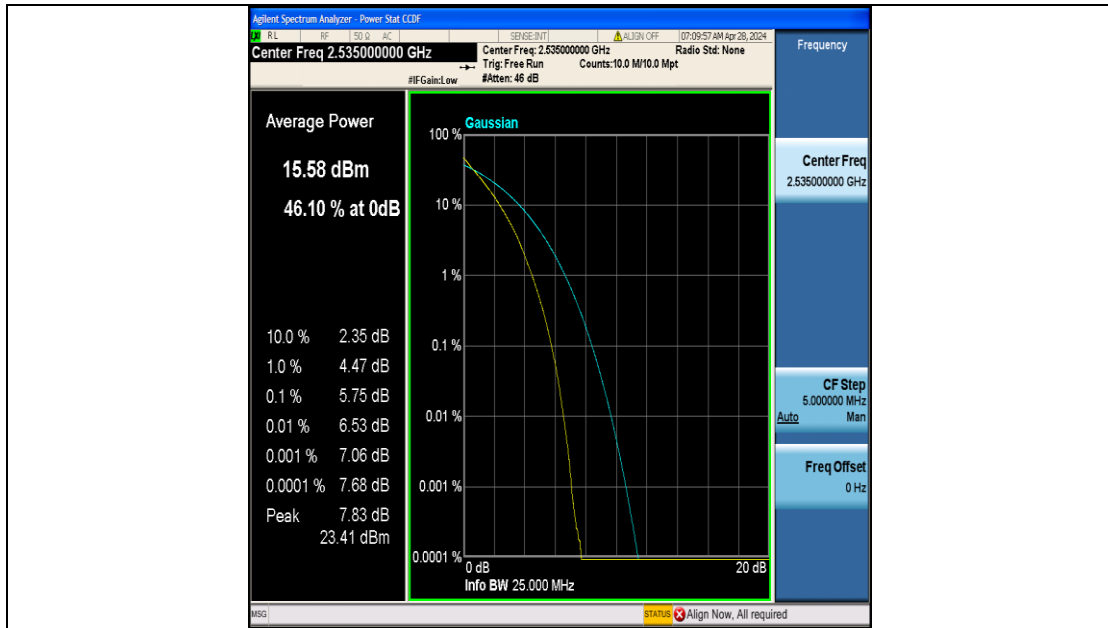 Agilent Spectrum Analyzer - Power Stat CCDF
RL RF 50 Ω AC SENSE:INT ALIGN OFF 07:09:57 AM Apr 28, 2024
Center Freq 2.535000000 GHz
Center Freq: 2.535000000 GHz Radio Std: None
Trig: Free Run Counts:10.0 M/10.0 Mpt
#IFGain:Low #Atten: 46 dB
Frequency
Average Power
15.58 dBm
46.10 % at 0dB
10.0 % 2.35 dB
1.0 % 4.47 dB
0.1 % 5.75 dB
0.01 % 6.53 dB
0.001 % 7.06 dB
0.0001 % 7.68 dB
Peak 7.83 dB
23.41 dBm
Gaussian
100 %
10 %
1 %
0.1 %
0.01 %
0.001 %
0.0001 %
0 dB 20 dB
Info BW 25.000 MHz
Center Freq
2.535000000 GHz
CF Step
5.000000 MHz
Auto Man
Freq Offset
0 Hz
MSG STATUS Align Now, All required